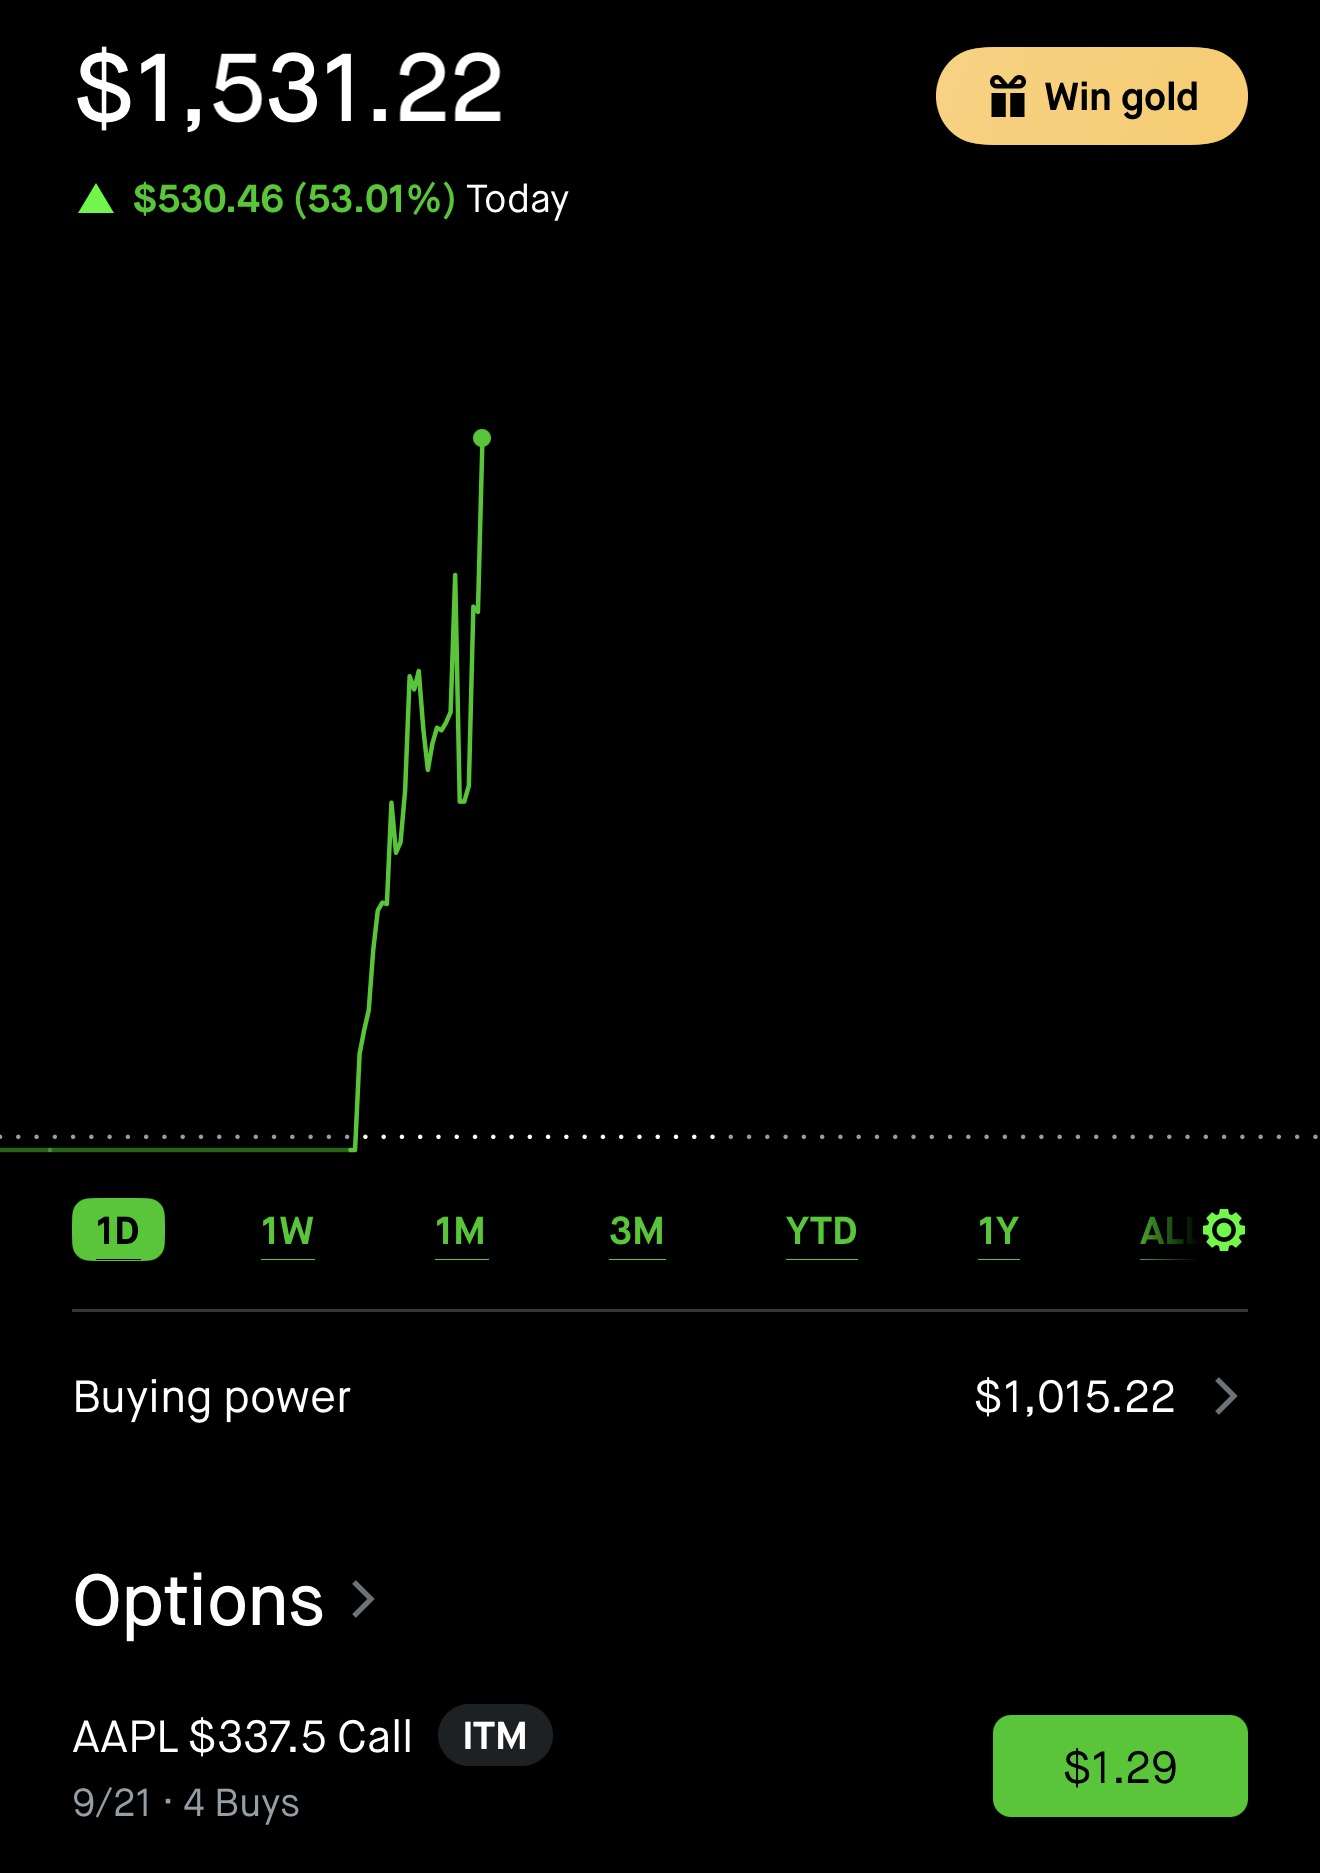 $1,531.22
Win gold
▲ $530.46 (53.01%) Today
1D 1W 1M 3M YTD 1Y ALL
Buying power $1,015.22
Options
AAPL $337.5 Call ITM
9/21 · 4 Buys
$1.29